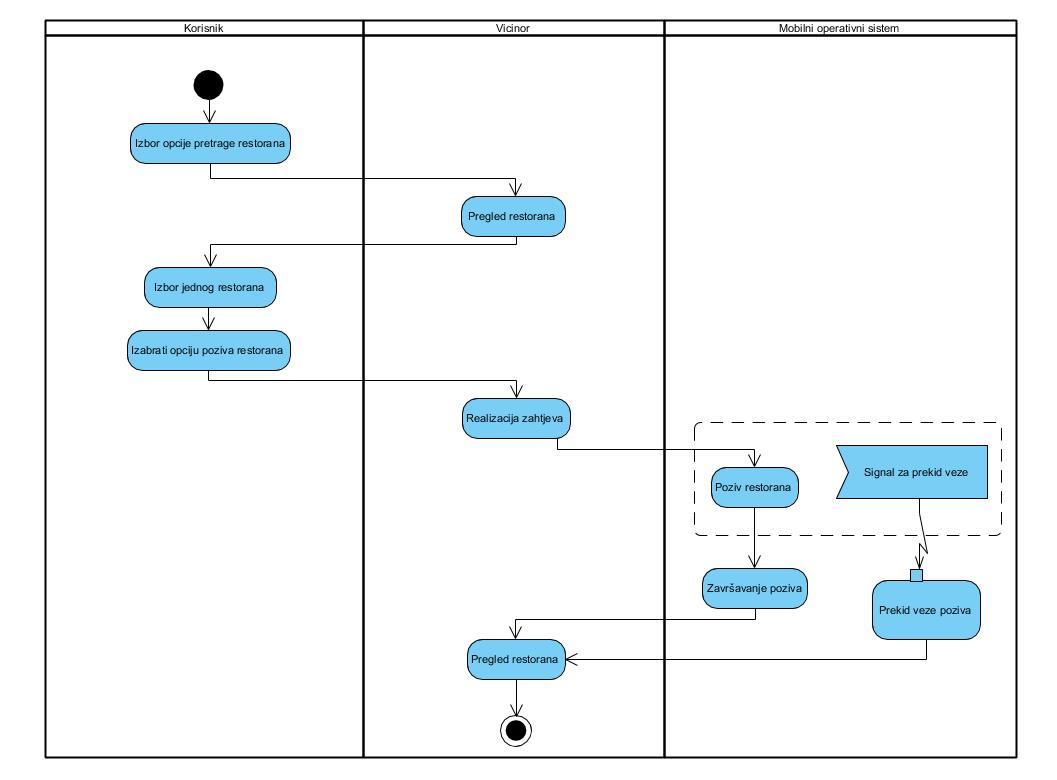 Korisnik
Vicinor
Mobilni operativni sistem
Izbor opcije pretrage restorana
Pregled restorana
Izbor jednog restorana
Izabrati opciju poziva restorana
Realizacija zahtjeva
Signal za prekid veze
Poziv restorana
Završavanje poziva
Prekid veze poziva
Pregled restorana